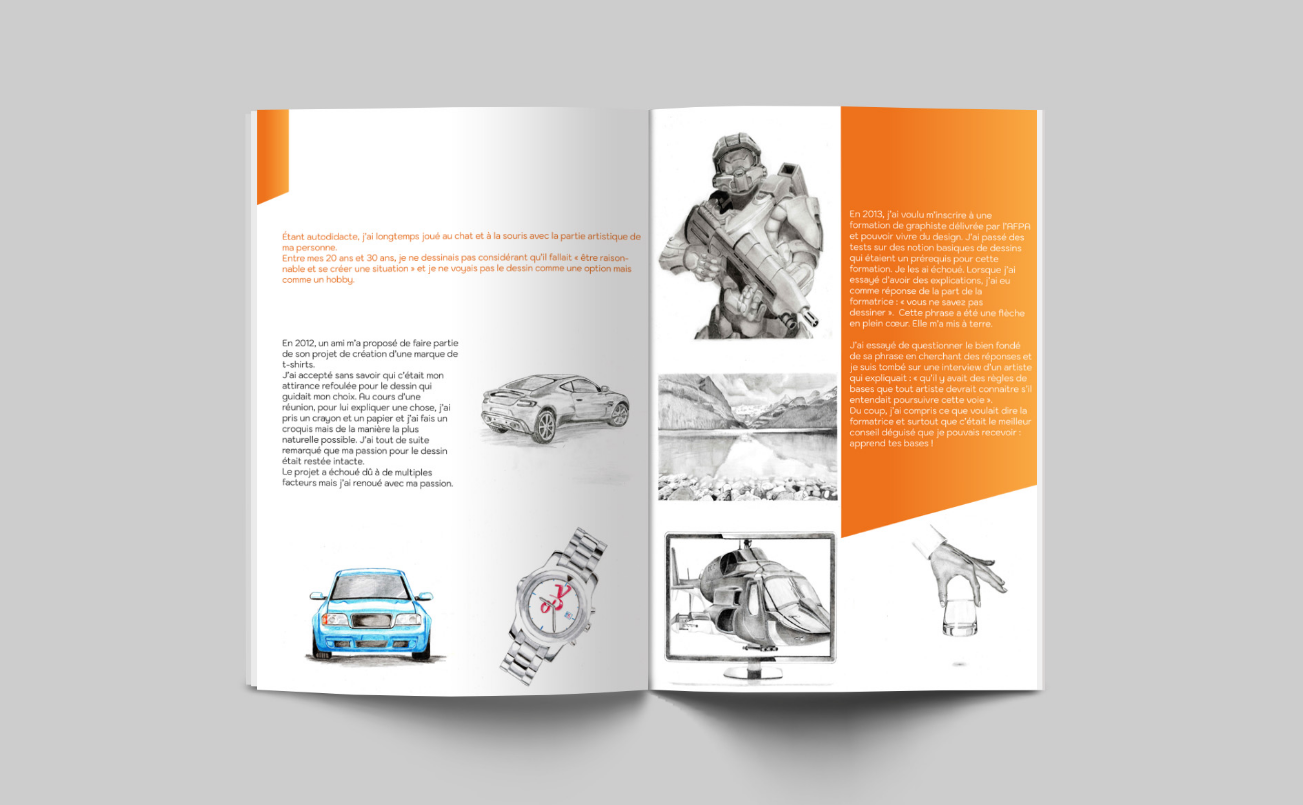 Étant autodidacte, j'ai longtemps joué au chat et à la souris avec la partie artistique de
ma personne.
Entre mes 20 ans et 30 ans, je ne dessinais pas considérant qu'il fallait « être raison-
nable et se créer une situation » et je ne voyais pas le dessin comme une option mais
comme un hobby.
En 2012, un ami m'a proposé de faire partie
de son projet de création d'une marque de
t-shirts.
J'ai accepté sans savoir qui c'était mon
attirance refoulée pour le dessin qui
guidait mon choix. Au cours d'une
réunion, pour lui expliquer une chose, j'ai
pris un crayon et un papier et j'ai fais un
croquis mais de la manière la plus
naturelle possible. J'ai tout de suite
remarqué que ma passion pour le dessin
était restée intacte.
Le projet a échoué dû à de multiples
facteurs mais j'ai renoué avec ma passion.
En 2013, j'ai voulu m'inscrire à une
formation de graphiste délivrée par l'AFPA
et pouvoir vivre du design. J'ai passé des
tests sur des notion basiques de dessins
qui étaient un prérequis pour cette
formation. Je les ai échoué. Lorsque j'ai
essayé d'avoir des explications, j'ai eu
comme réponse de la part de la
formatrice : « vous ne savez pas
dessiner ». Cette phrase a été une flèche
en plein cœur. Elle m'a mis à terre.
J'ai essayé de questionner le bien fondé
de sa phrase en cherchant des réponses et
je suis tombé sur une interview d'un artiste
qui expliquait : « qu'il y avait des règles de
bases que tout artiste devrait connaitre s'il
entendait poursuivre cette voie ».
Du coup, j'ai compris ce que voulait dire la
formatrice et surtout que c'était le meilleur
conseil déguisé que je pouvais recevoir :
apprend tes bases !